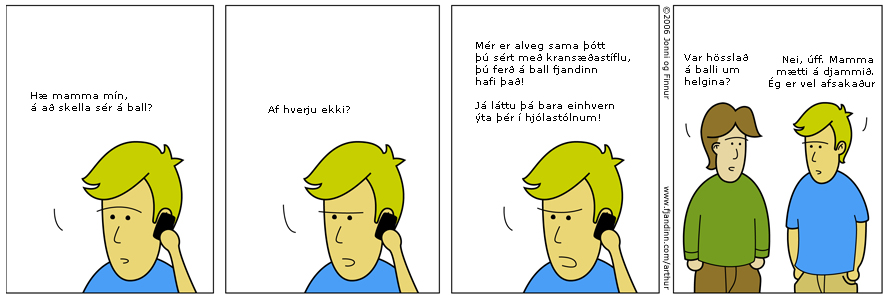 Hæ mamma mín,
á að skella sér á ball?
Af hverju ekki?
Mér er alveg sama þótt
þú sért með kransæðastíflu,
þú ferð á ball fjandinn
hafi það!
Já láttu þá bara einhvern
ýta þér í hjólastólnum!
©2006 Jonni og Finnur
www.fjandinn.com/arthur
Var hösslað
á balli um
helgina?
Nei, úff. Mamma
mætti á djammið.
Ég er vel afsakaður